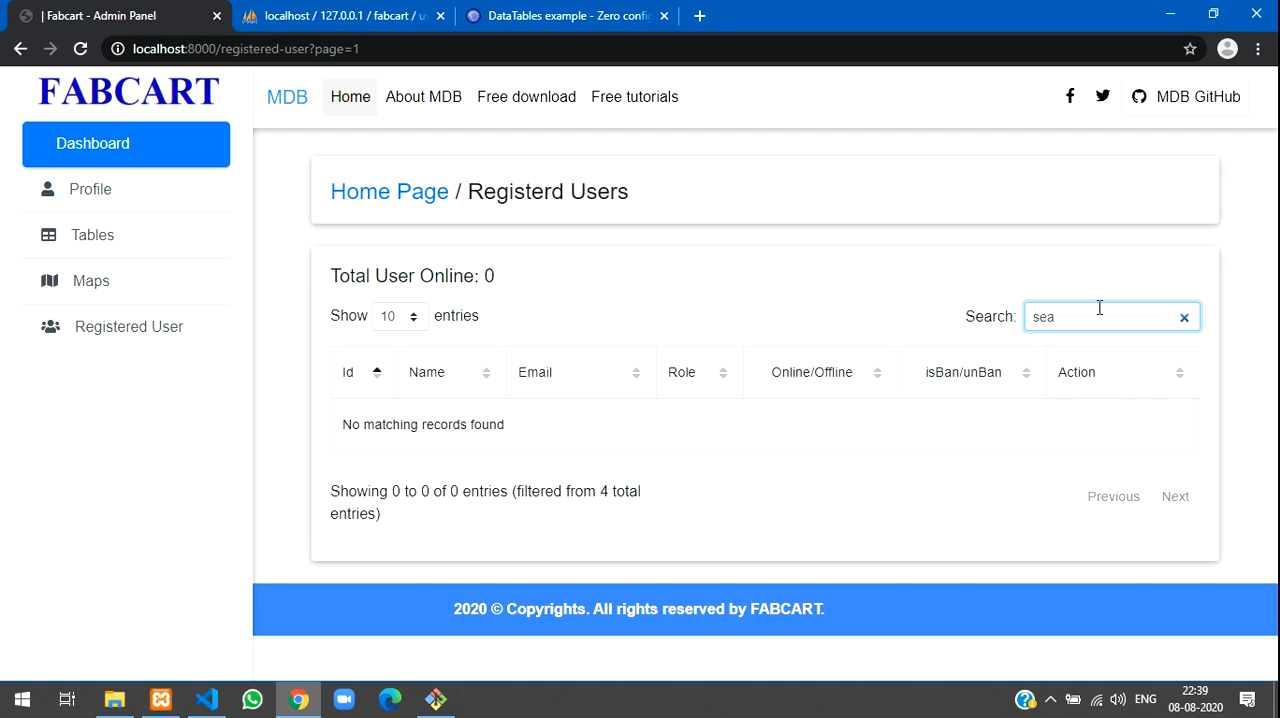 | Fabcart - Admin Panel
localhost / 127.0.0.1 / fabcart / us
DataTables example - Zero config
localhost:8000/registered-user?page=1
FABCART
MDB Home About MDB Free download Free tutorials MDB GitHub
Dashboard
Profile
Tables
Maps
Registered User
Home Page / Registerd Users
Total User Online: 0
Show 10 entries
Search: sea
Id Name Email Role Online/Offline isBan/unBan Action
No matching records found
Showing 0 to 0 of 0 entries (filtered from 4 total
entries)
Previous Next
2020 © Copyrights. All rights reserved by FABCART.
ENG
22:39
08-08-2020